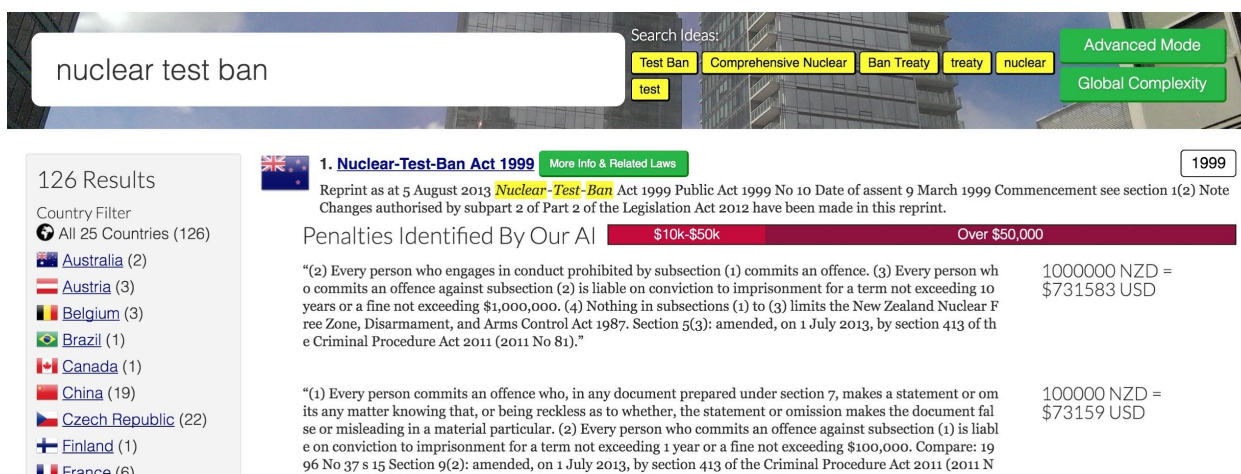 nuclear test ban
Search Ideas:
Test Ban
Comprehensive Nuclear
Ban Treaty
treaty
nuclear
test
Advanced Mode
Global Complexity
126 Results
Country Filter
All 25 Countries (126)
Australia (2)
Austria (3)
Belgium (3)
Brazil (1)
Canada (1)
China (19)
Czech Republic (22)
Finland (1)
France (6)
1. Nuclear-Test-Ban Act 1999
More Info & Related Laws
1999
Reprint as at 5 August 2013 Nuclear-Test-Ban Act 1999 Public Act 1999 No 10 Date of assent 9 March 1999 Commencement see section 1(2) Note
Changes authorised by subpart 2 of Part 2 of the Legislation Act 2012 have been made in this reprint.
Penalties Identified By Our AI
$10k-$50k
Over $50,000
“(2) Every person who engages in conduct prohibited by subsection (1) commits an offence. (3) Every person wh
o commits an offence against subsection (2) is liable on conviction to imprisonment for a term not exceeding 10
years or a fine not exceeding $1,000,000. (4) Nothing in subsections (1) to (3) limits the New Zealand Nuclear F
ree Zone, Disarmament, and Arms Control Act 1987. Section 5(3): amended, on 1 July 2013, by section 413 of th
e Criminal Procedure Act 2011 (2011 No 81).”
1000000 NZD =
$731583 USD
“(1) Every person commits an offence who, in any document prepared under section 7, makes a statement or om
its any matter knowing that, or being reckless as to whether, the statement or omission makes the document fal
se or misleading in a material particular. (2) Every person who commits an offence against subsection (1) is liabl
e on conviction to imprisonment for a term not exceeding 1 year or a fine not exceeding $100,000. Compare: 19
96 No 37 s 15 Section 9(2): amended, on 1 July 2013, by section 413 of the Criminal Procedure Act 2011 (2011 N
100000 NZD =
$73159 USD